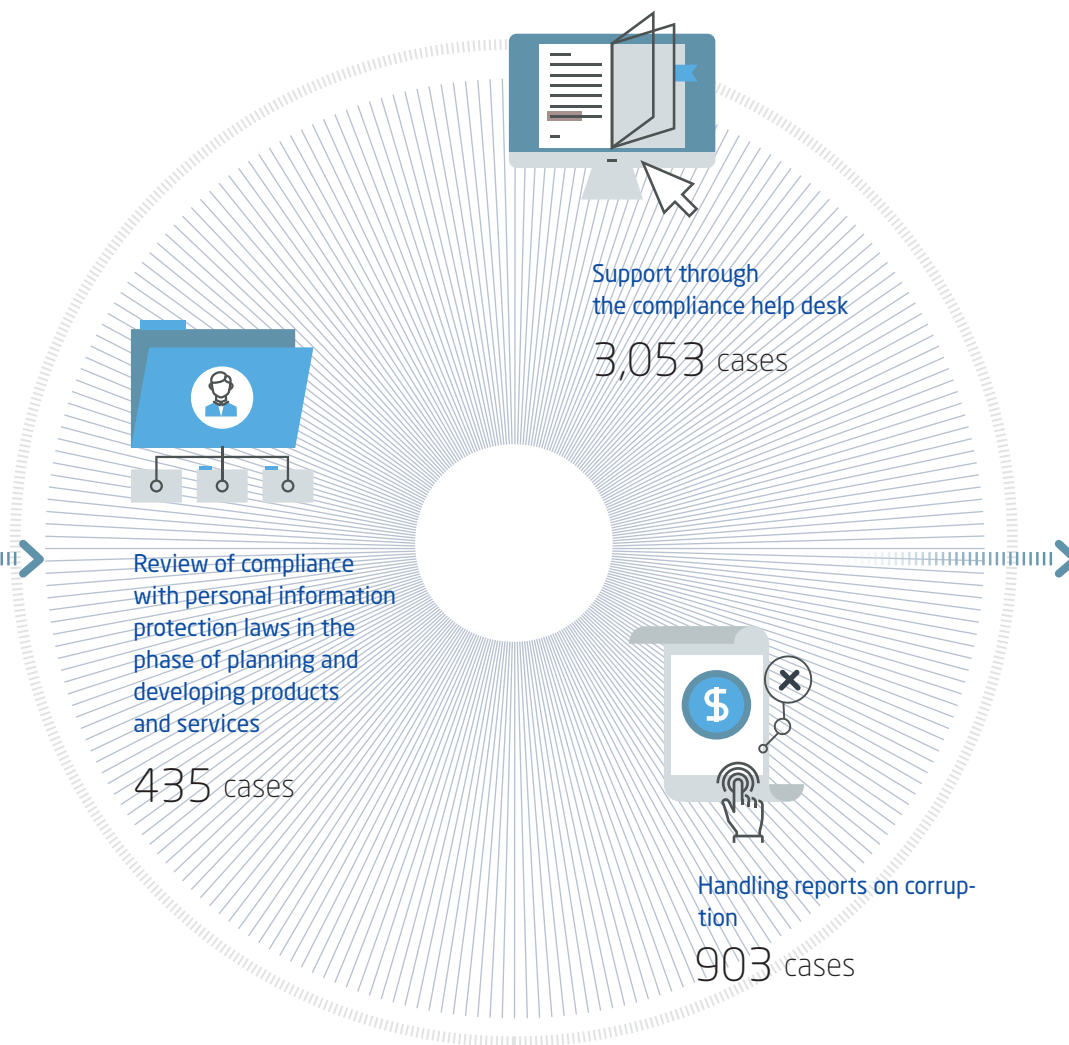 Support through
the compliance help desk
3,053 cases
Review of compliance
with personal information
protection laws in the
phase of planning and
developing products
and services
435 cases
$
Handling reports on corrup-
tion
903 cases